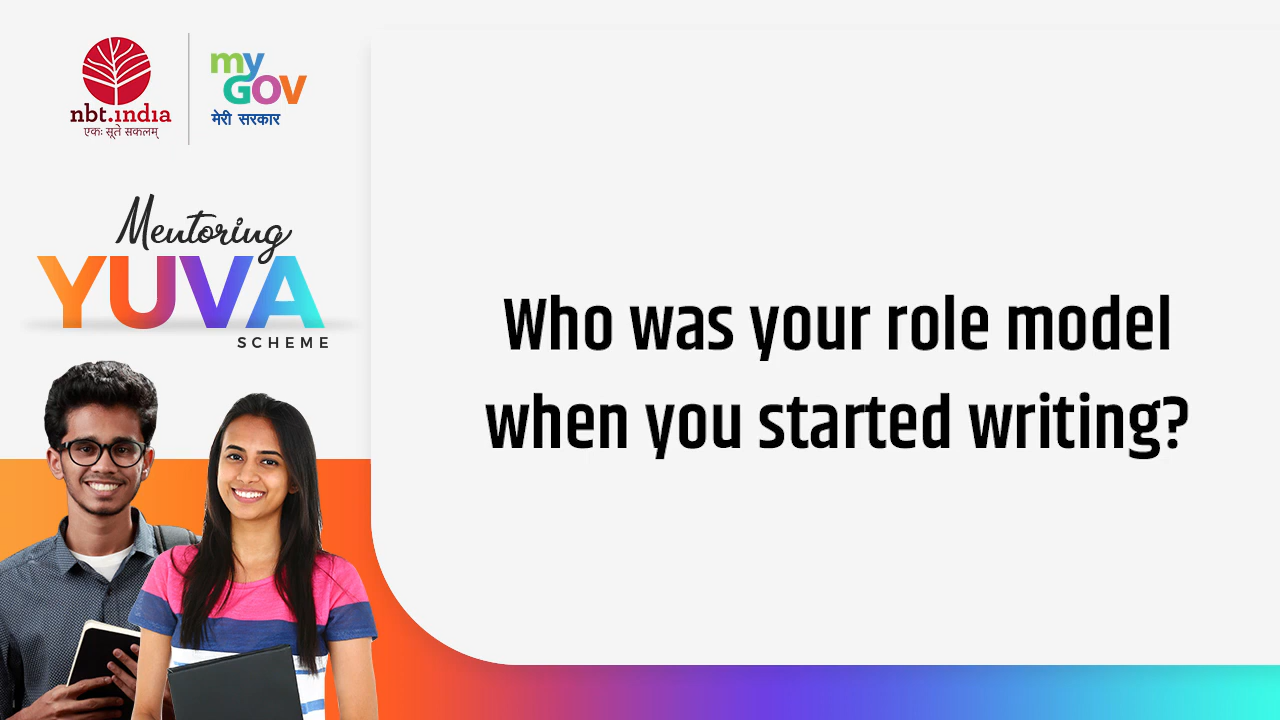 nbt.india
एकः सूते सकलम्
my
GOV
मेरी सरकार
Mentoring
YUVA
SCHEME
Who was your role model
when you started writing?